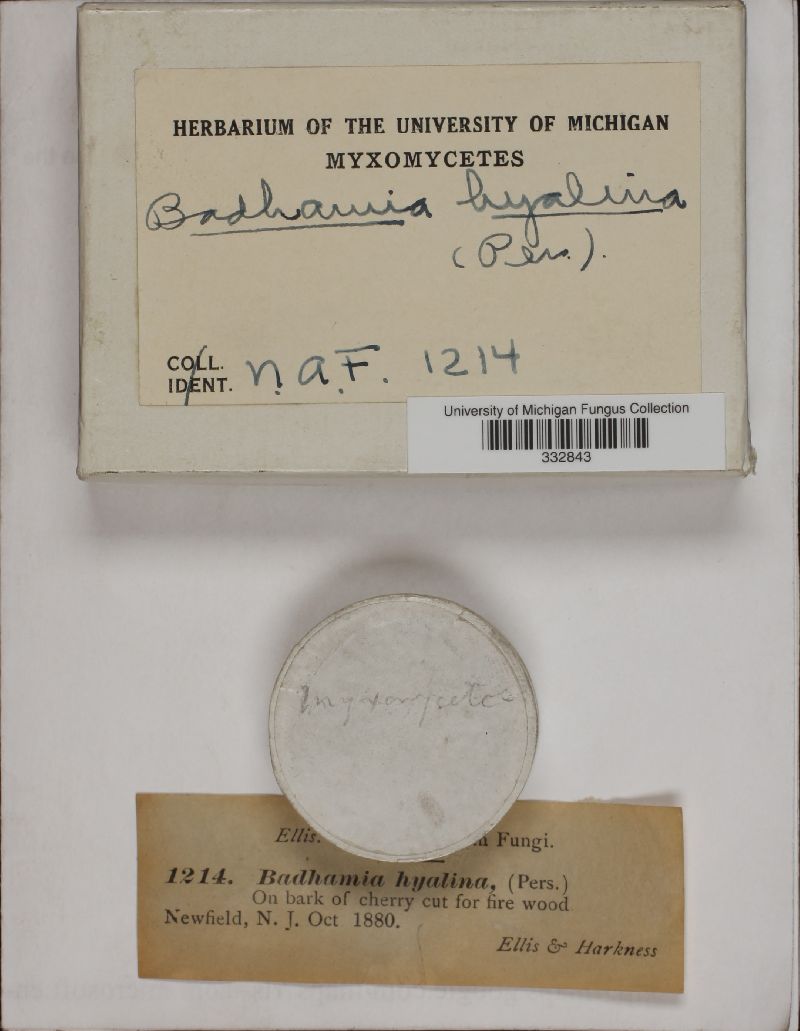 HERBARIUM OF THE UNIVERSITY OF MICHIGAN
MYXOMYCETES
Badhamia hyalina
(Pers.).
COLL.
IDENT.
N.A.F. 1214
University of Michigan Fungus Collection
332843
Myxomycetes
Ellis. Fungi.
1214. Badhamia hyalina, (Pers.)
On bark of cherry cut for fire wood
Newfield, N. J. Oct 1880.
Ellis & Harkness